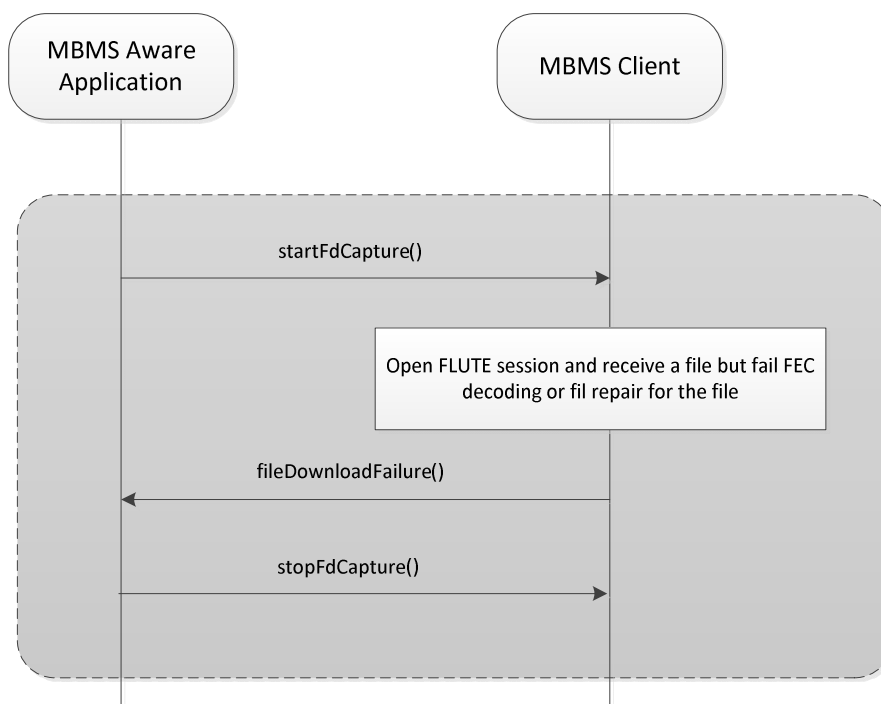 MBMS Aware
Application
MBMS Client
startFdCapture()
Open FLUTE session and receive a file but fail FEC
decoding or fil repair for the file
fileDownloadFailure()
stopFdCapture()